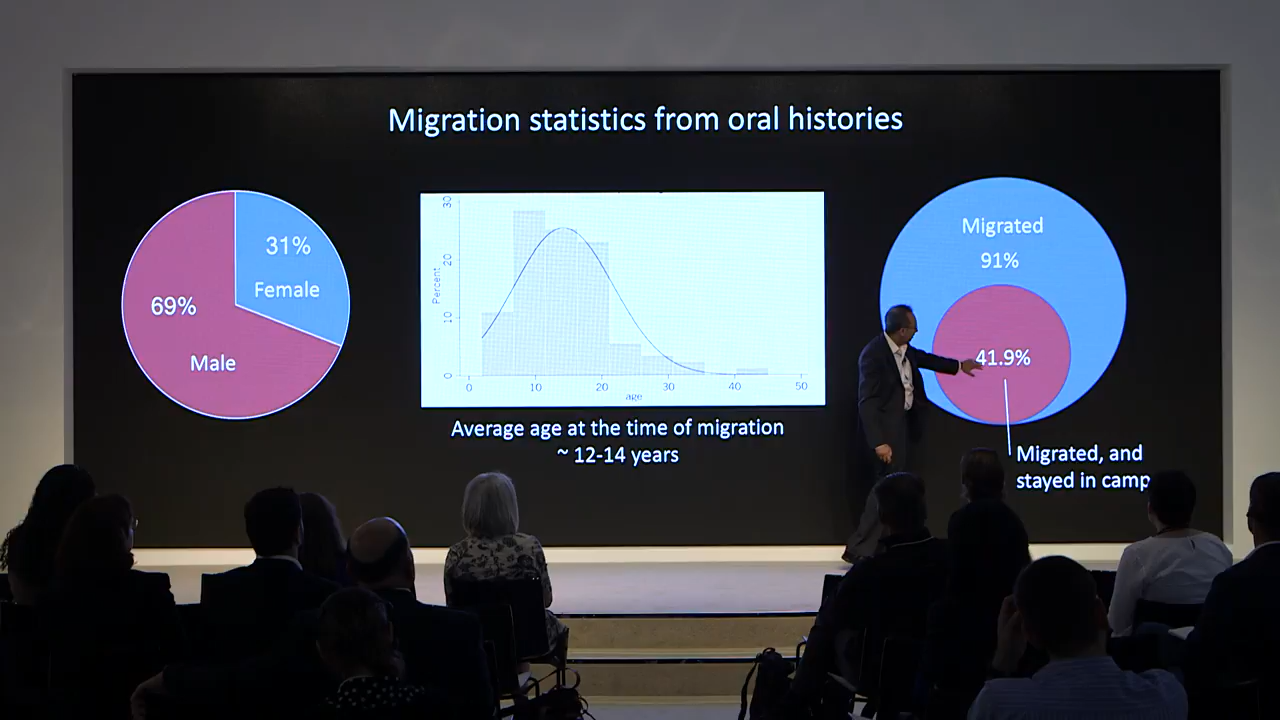 Migration statistics from oral histories
31%
Female
69%
Male
30
20
10
0
Percent
0 10 20 30 40 50
age
Average age at the time of migration
~ 12-14 years
Migrated
91%
41.9%
Migrated, and
stayed in camp